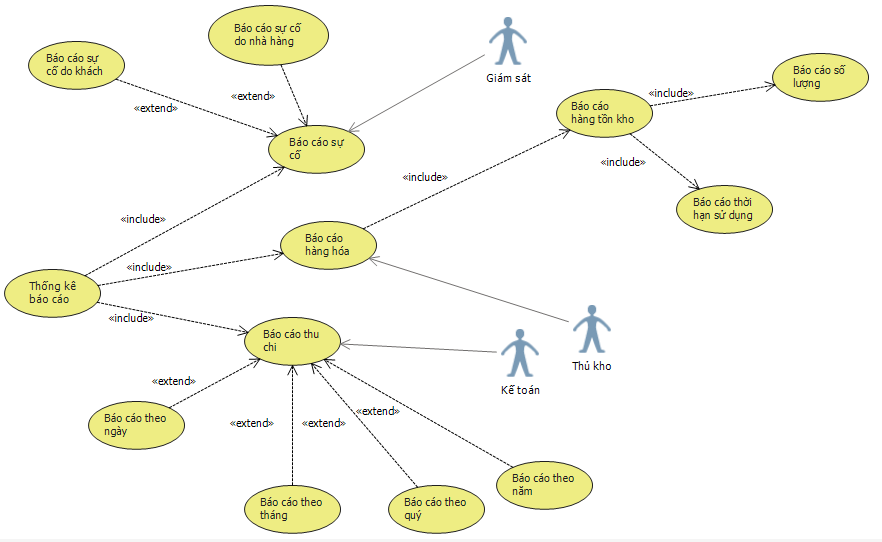 Báo cáo sự cố
do nhà hàng
Báo cáo sự
cố do khách
«extend»
«extend»
Giám sát
Báo cáo số
lượng
«include»
Báo cáo
hàng tồn kho
Báo cáo sự
cố
«include»
«include»
Báo cáo thời
hạn sử dụng
«include»
Báo cáo
hàng hóa
«include»
Thống kê
báo cáo
«include»
Báo cáo thu
chi
Thủ kho
Kế toán
«extend»
Báo cáo theo
ngày
«extend»
«extend»
«extend»
Báo cáo theo
năm
Báo cáo theo
tháng
Báo cáo theo
quý